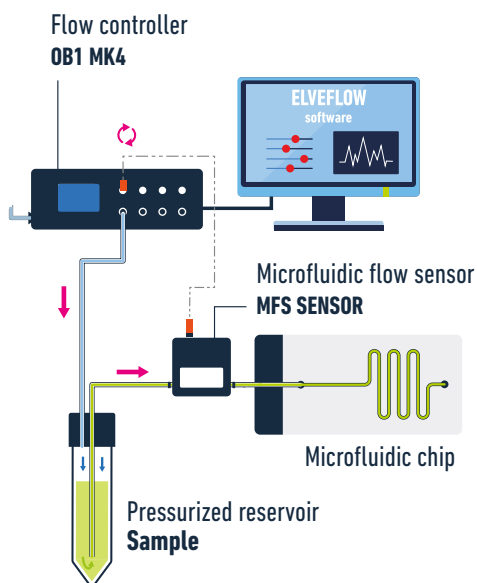 Flow controller
OB1 MK4
ELVEFLOW
software
Microfluidic flow sensor
MFS SENSOR
Microfluidic chip
Pressurized reservoir
Sample